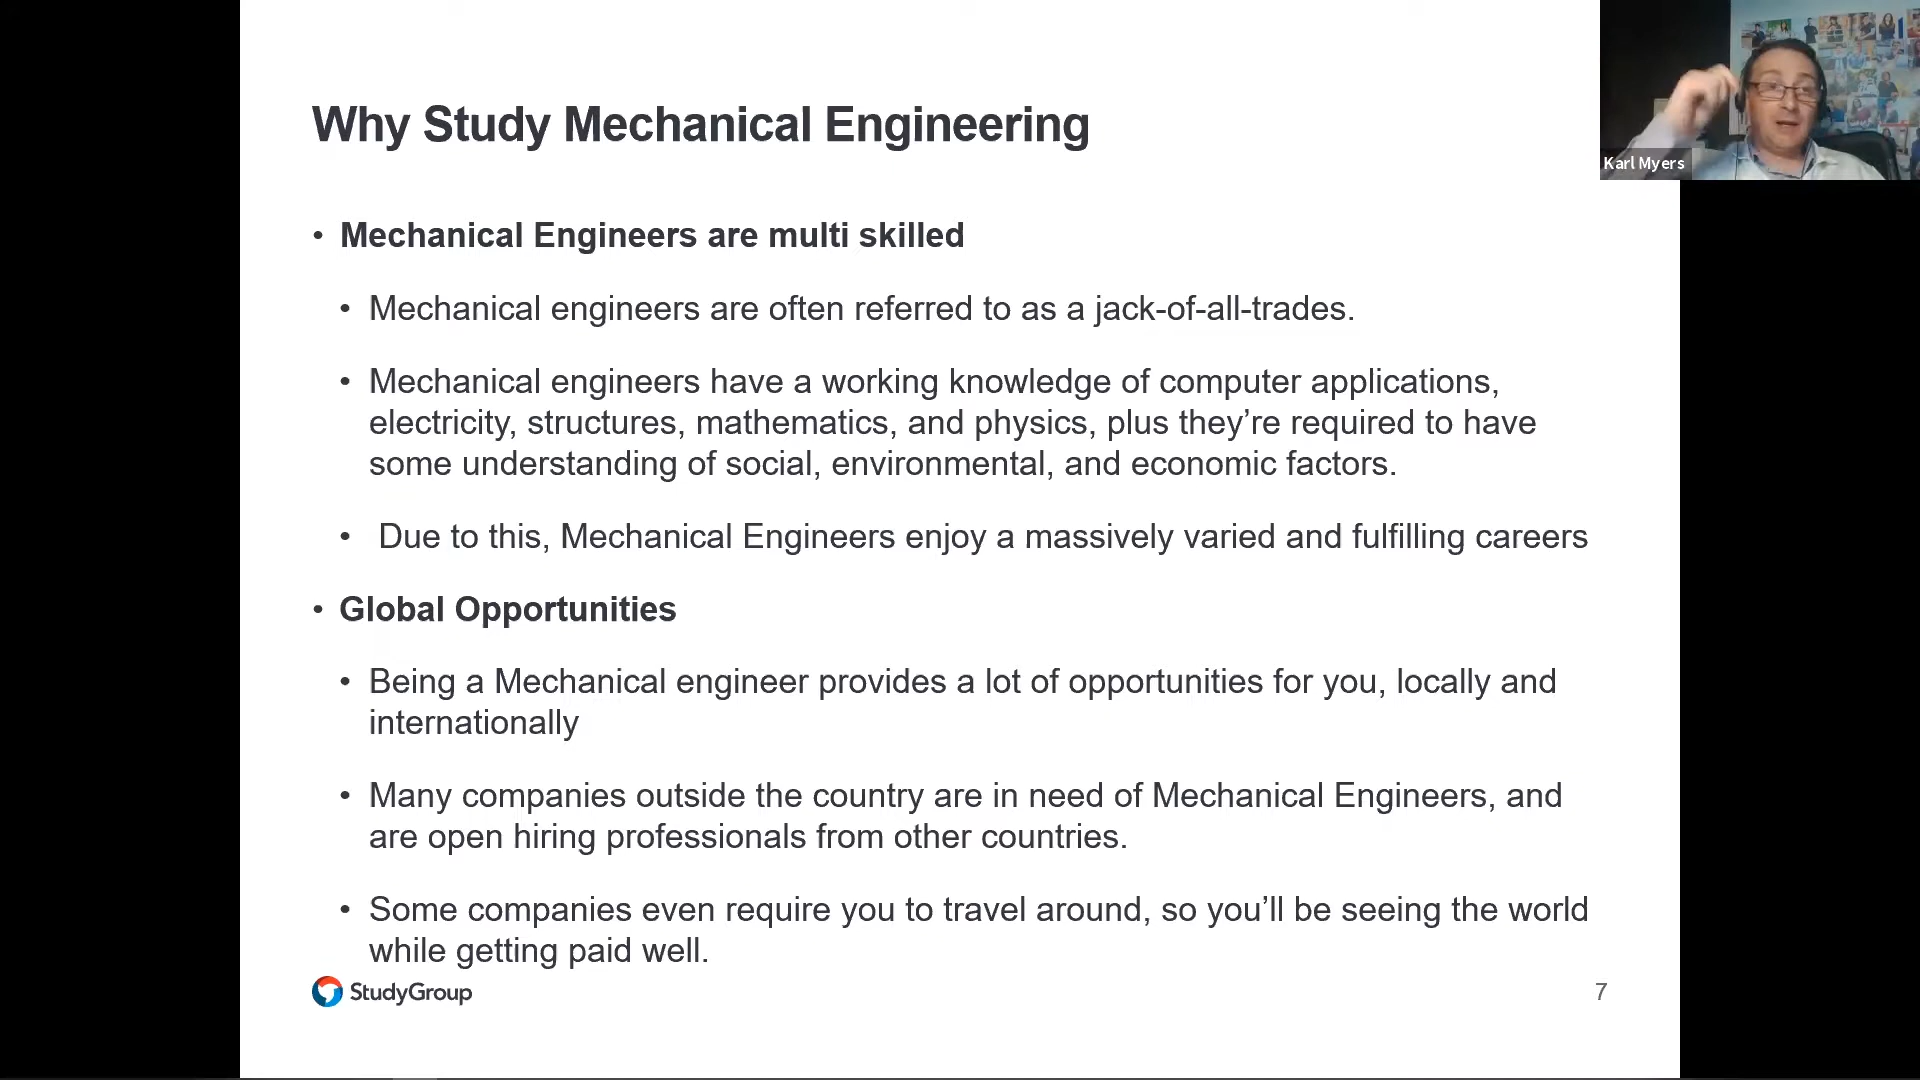 Why Study Mechanical Engineering
Karl Myers
• Mechanical Engineers are multi skilled
• Mechanical engineers are often referred to as a jack-of-all-trades.
• Mechanical engineers have a working knowledge of computer applications,
electricity, structures, mathematics, and physics, plus they’re required to have
some understanding of social, environmental, and economic factors.
• Due to this, Mechanical Engineers enjoy a massively varied and fulfilling careers
• Global Opportunities
• Being a Mechanical engineer provides a lot of opportunities for you, locally and
internationally
• Many companies outside the country are in need of Mechanical Engineers, and
are open hiring professionals from other countries.
• Some companies even require you to travel around, so you’ll be seeing the world
while getting paid well.
StudyGroup
7